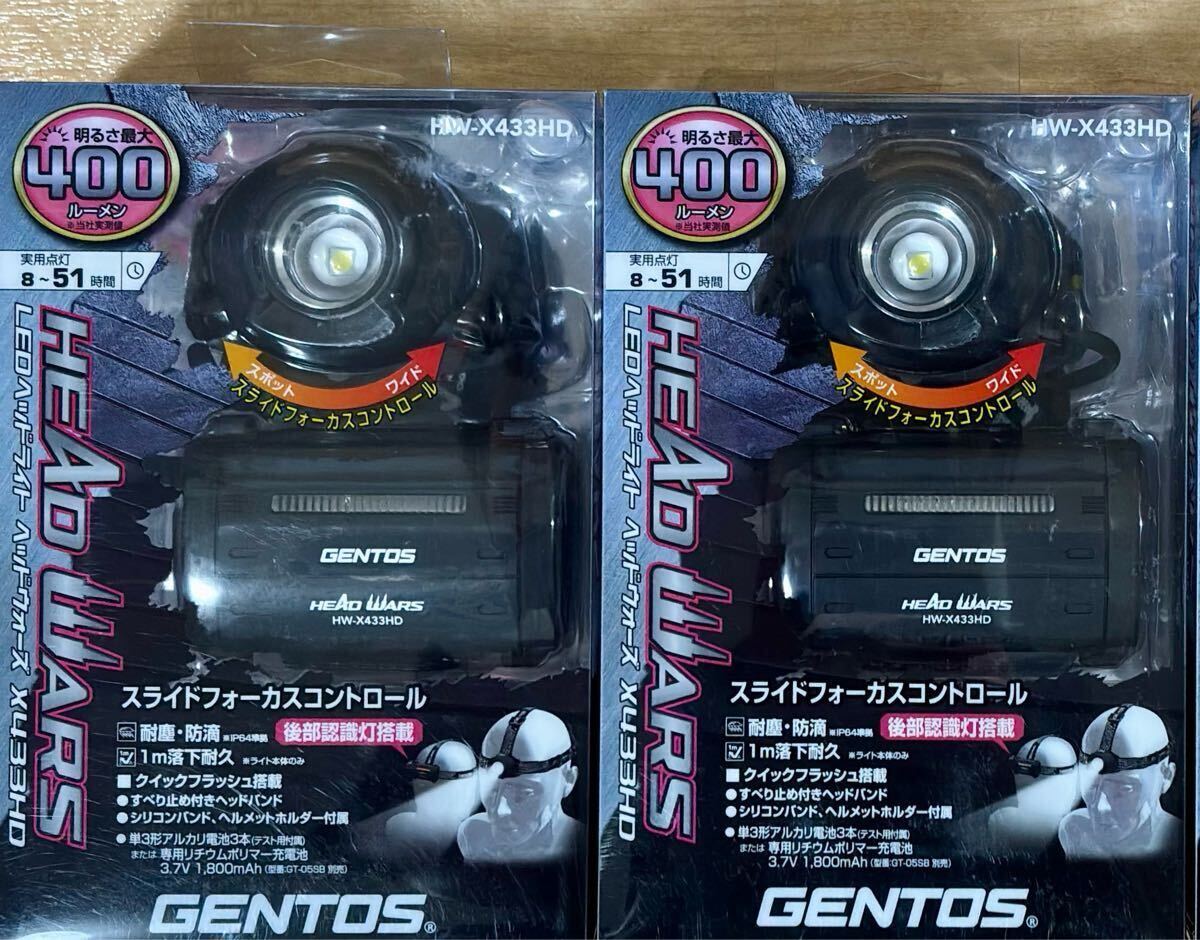 HW-X433HD
明るさ最大
400
ルーメン
※当社実測値
実用点灯
8～51時間
HEAD WARS
LEDヘッドライト ヘッドウォーズ X433HD
スポット
ワイド
スライドフォーカスコントロール
GENTOS
HEAD WARS
HW-X433HD
スライドフォーカスコントロール
耐塵・防滴 ※IP64準拠
後部認識灯搭載
1m落下耐久 ※ライト本体のみ
■クイックフラッシュ搭載
●すべり止め付きヘッドバンド
●シリコンバンド、ヘルメットホルダー付属
●単3形アルカリ電池3本(テスト用付属)
または 専用リチウムポリマー充電池
3.7V 1,800mAh (型番:GT-05SB 別売)
GENTOS®
HW-X433HD
明るさ最大
400
ルーメン
※当社実測値
実用点灯
8～51時間
HEAD WARS
LEDヘッドライト ヘッドウォーズ X433HD
スポット
ワイド
スライドフォーカスコントロール
GENTOS
HEAD WARS
HW-X433HD
スライドフォーカスコントロール
耐塵・防滴 ※IP64準拠
後部認識灯搭載
1m落下耐久 ※ライト本体のみ
■クイックフラッシュ搭載
●すべり止め付きヘッドバンド
●シリコンバンド、ヘルメットホルダー付属
●単3形アルカリ電池3本(テスト用付属)
または 専用リチウムポリマー充電池
3.7V 1,800mAh (型番:GT-05SB 別売)
GENTOS®